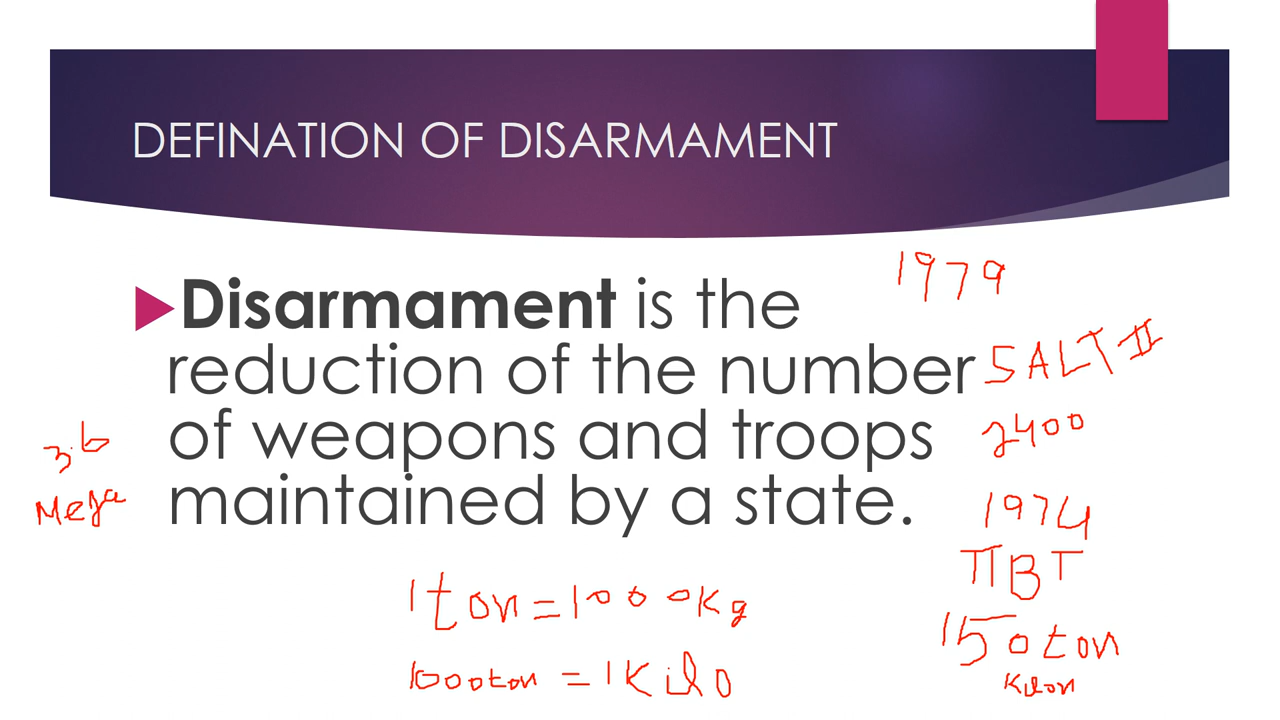 DEFINATION OF DISARMAMENT
1979
Disarmament is the
reduction of the number
SALT II
of weapons and troops
2400
3.6
Mega
maintained by a state.
1974
TTBT
1 ton = 1000 Kg
150 ton
1000 ton = 1 Kilo